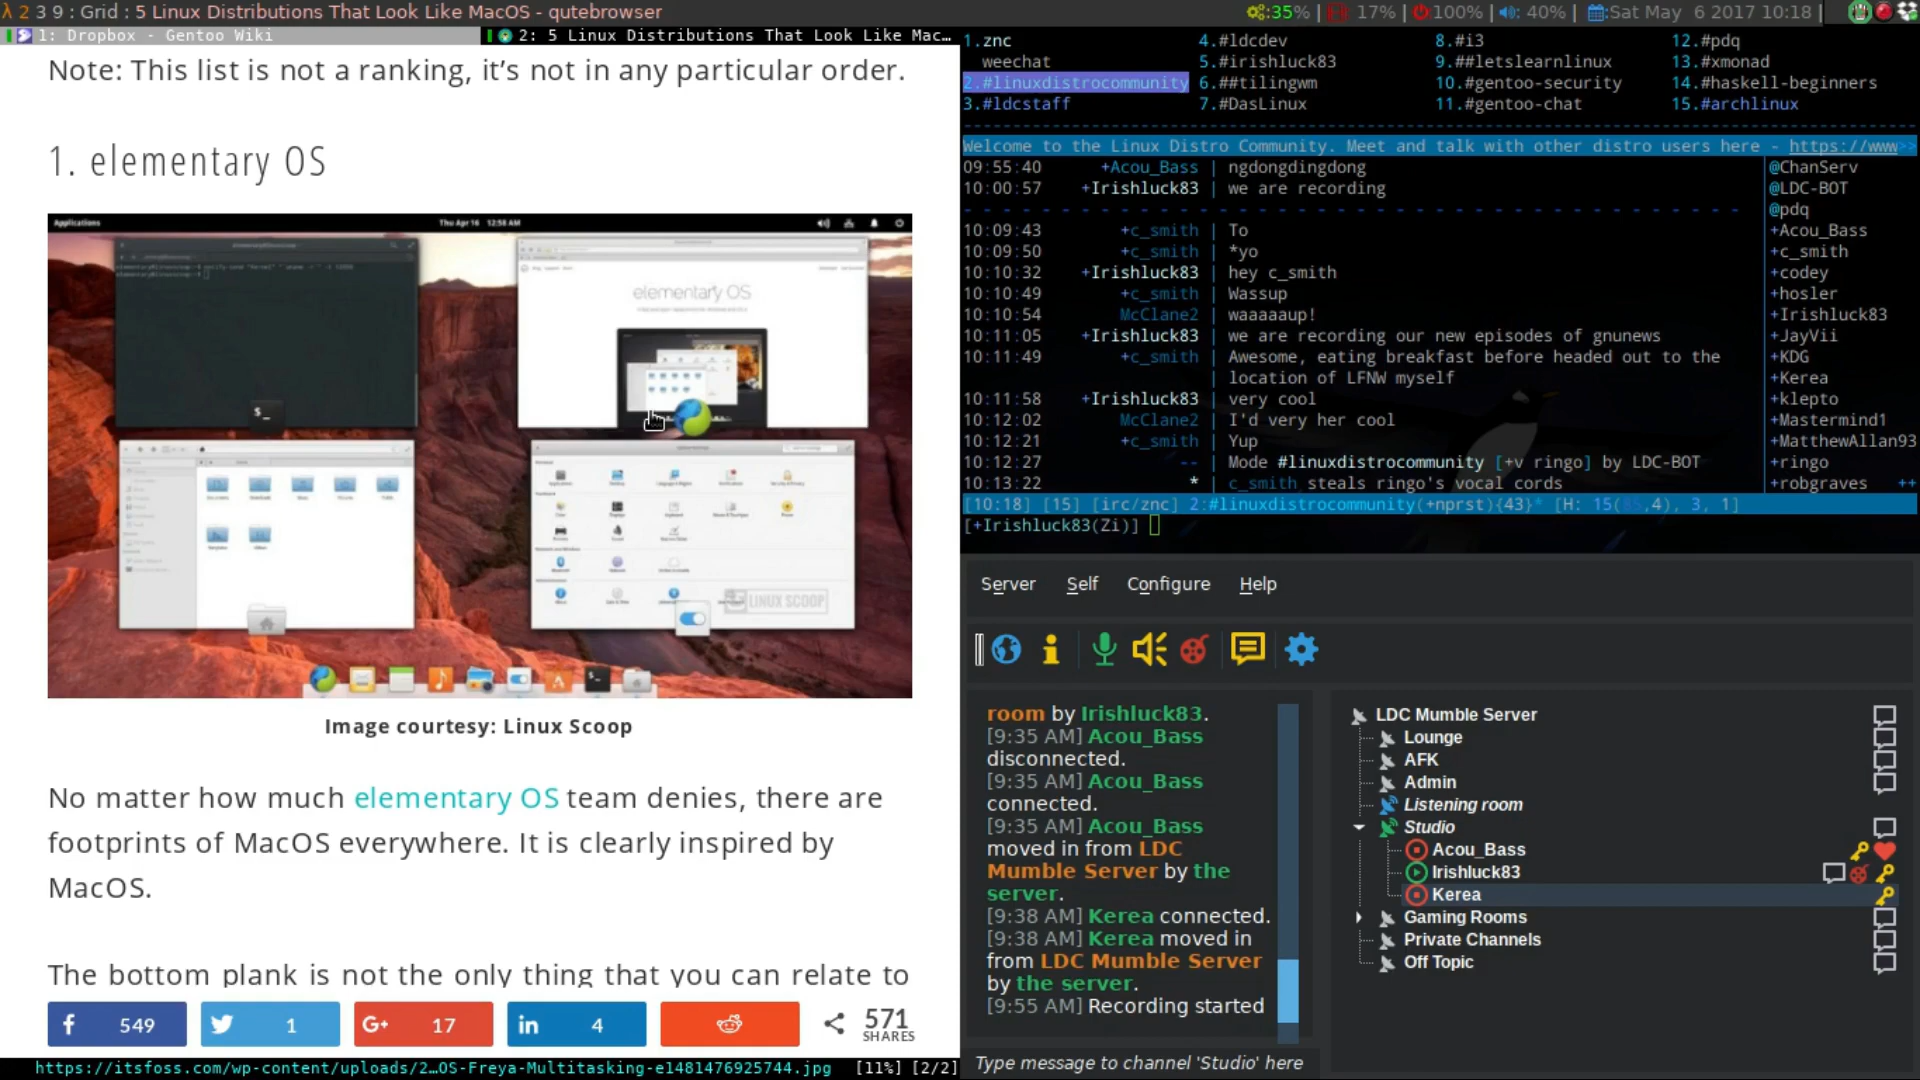 λ 2 3 9 : Grid : 5 Linux Distributions That Look Like MacOS - qutebrowser
:35% | 17% | 100% | : 40% | :Sat May 6 2017 10:18 |
1: Dropbox - Gentoo Wiki
2: 5 Linux Distributions That Look Like Mac…
Note: This list is not a ranking, it’s not in any particular order.
1. elementary OS
Applications
Thu Apr 16 12:58 AM
elementary OS
$_
LINUX SCOOP
Image courtesy: Linux Scoop
No matter how much elementary OS team denies, there are
footprints of MacOS everywhere. It is clearly inspired by
MacOS.
The bottom plank is not the only thing that you can relate to
f 549
1
G+ 17
in 4
571
SHARES
https://itsfoss.com/wp-content/uploads/2…OS-Freya-Multitasking-e1481476925744.jpg [11%] [2/2]
1.znc 4.#ldcdev 8.#i3 12.#pdq
weechat 5.#irishluck83 9.##letslearnlinux 13.#xmonad
2.#linuxdistrocommunity 6.##tilingwm 10.#gentoo-security 14.#haskell-beginners
3.#ldcstaff 7.#DasLinux 11.#gentoo-chat 15.#archlinux
Welcome to the Linux Distro Community. Meet and talk with other distro users here - https://www>>
09:55:40 +Acou_Bass | ngdongdingdong
10:00:57 +Irishluck83 | we are recording
10:09:43 +c_smith | To
10:09:50 +c_smith | *yo
10:10:32 +Irishluck83 | hey c_smith
10:10:49 +c_smith | Wassup
10:10:54 McClane2 | waaaaaup!
10:11:05 +Irishluck83 | we are recording our new episodes of gnunews
10:11:49 +c_smith | Awesome, eating breakfast before headed out to the
| location of LFNW myself
10:11:58 +Irishluck83 | very cool
10:12:02 McClane2 | I'd very her cool
10:12:21 +c_smith | Yup
10:12:27 -- | Mode #linuxdistrocommunity [+v ringo] by LDC-BOT
10:13:22 * | c_smith steals ringo's vocal cords
@ChanServ
@LDC-BOT
@pdq
+Acou_Bass
+c_smith
+codey
+hosler
+Irishluck83
+JayVii
+KDG
+Kerea
+klepto
+Mastermind1
+MatthewAllan93
+ringo
+robgraves ++
[10:18] [15] [irc/znc] 2:#linuxdistrocommunity(+nprst){43}* [H: 15(,4), 3, 1]
[+Irishluck83(Zi)]
Server Self Configure Help
room by Irishluck83.
[9:35 AM] Acou_Bass
disconnected.
[9:35 AM] Acou_Bass
connected.
[9:35 AM] Acou_Bass
moved in from LDC
Mumble Server by the
server.
[9:38 AM] Kerea connected.
[9:38 AM] Kerea moved in
from LDC Mumble Server
by the server.
[9:55 AM] Recording started
Type message to channel 'Studio' here
LDC Mumble Server
Lounge
AFK
Admin
Listening room
Studio
Acou_Bass
Irishluck83
Kerea
Gaming Rooms
Private Channels
Off Topic